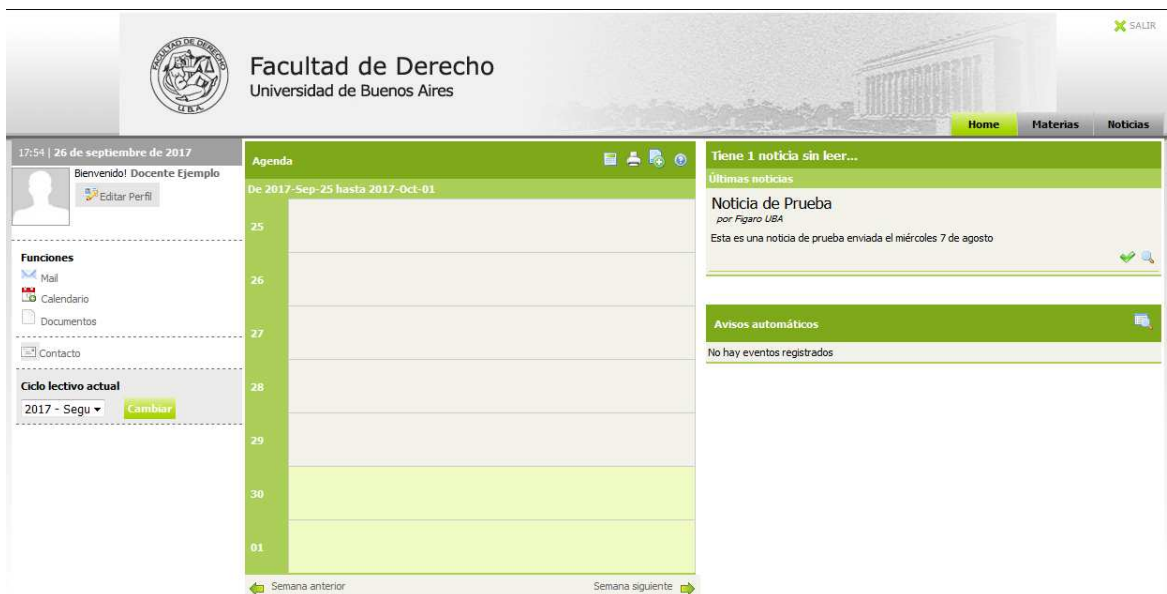 SALIR
FACULTAD DE DERECHO
U.B.A.
Facultad de Derecho
Universidad de Buenos Aires
Home Materias Noticias
17:54 | 26 de septiembre de 2017
Bienvenido! Docente Ejemplo
Editar Perfil
Funciones
Mail
Calendario
Documentos
Contacto
Ciclo lectivo actual
2017 - Segu
Cambiar
Agenda
De 2017-Sep-25 hasta 2017-Oct-01
25
26
27
28
29
30
01
Semana anterior Semana siguiente
Tiene 1 noticia sin leer...
Últimas noticias
Noticia de Prueba
por Figaro UBA
Esta es una noticia de prueba enviada el miércoles 7 de agosto
Avisos automáticos
No hay eventos registrados